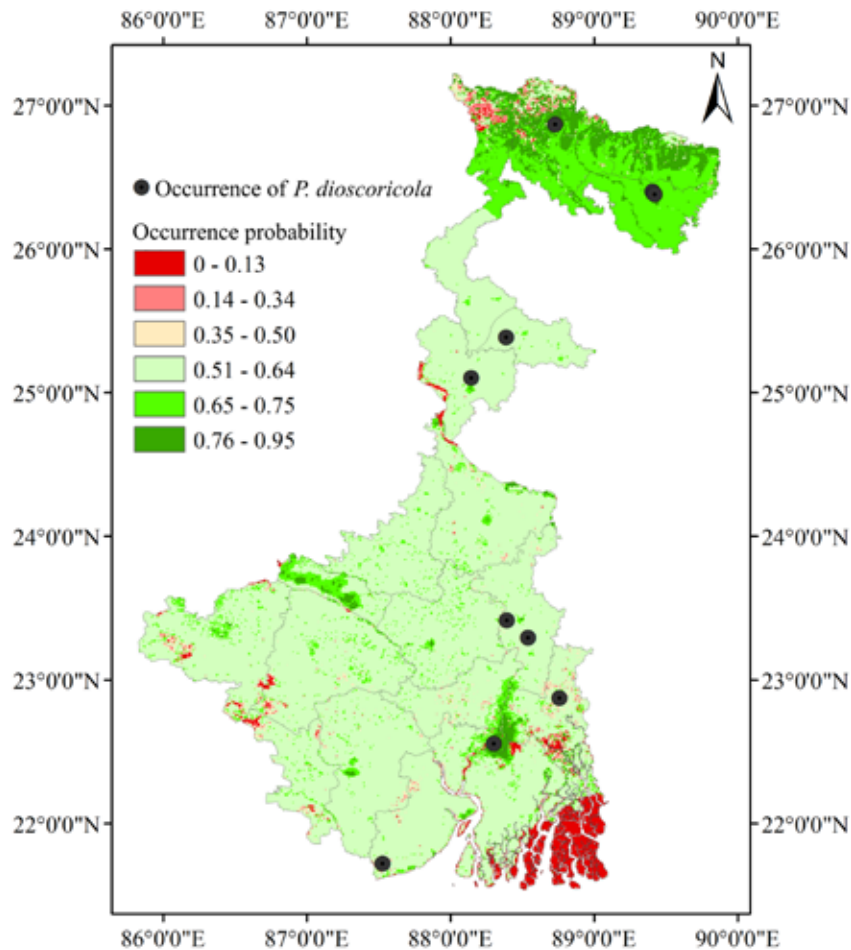 86°0'0"E 87°0'0"E 88°0'0"E 89°0'0"E 90°0'0"E
N
27°0'0"N 27°0'0"N
Occurrence of P. dioscoricola
26°0'0"N 26°0'0"N
Occurrence probability
0 - 0.13
0.14 - 0.34
0.35 - 0.50
0.51 - 0.64
0.65 - 0.75
0.76 - 0.95
25°0'0"N 25°0'0"N
24°0'0"N 24°0'0"N
23°0'0"N 23°0'0"N
22°0'0"N 22°0'0"N
86°0'0"E 87°0'0"E 88°0'0"E 89°0'0"E 90°0'0"E